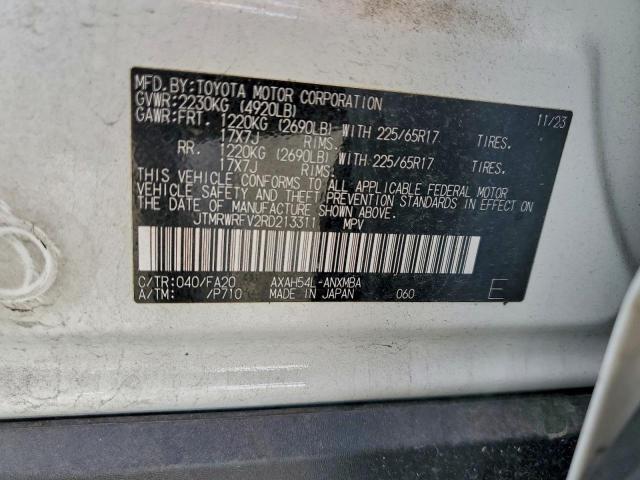 MFD. BY: TOYOTA MOTOR CORPORATION 11/23
GVWR: 2230KG (4920LB)
GAWR: FRT. 1220KG (2690LB) WITH 225/65R17 TIRES.
17X7J RIMS.
RR. 1220KG (2690LB) WITH 225/65R17 TIRES.
17X7J RIMS.
THIS VEHICLE CONFORMS TO ALL APPLICABLE FEDERAL MOTOR
VEHICLE SAFETY AND THEFT PREVENTION STANDARDS IN EFFECT ON
THE DATE OF MANUFACTURE SHOWN ABOVE.
JTMRWRFV2RD213311 MPV
C/TR: 040/FA20 AXAH54L-ANXMBA
A/TM: /P710 MADE IN JAPAN 060 E